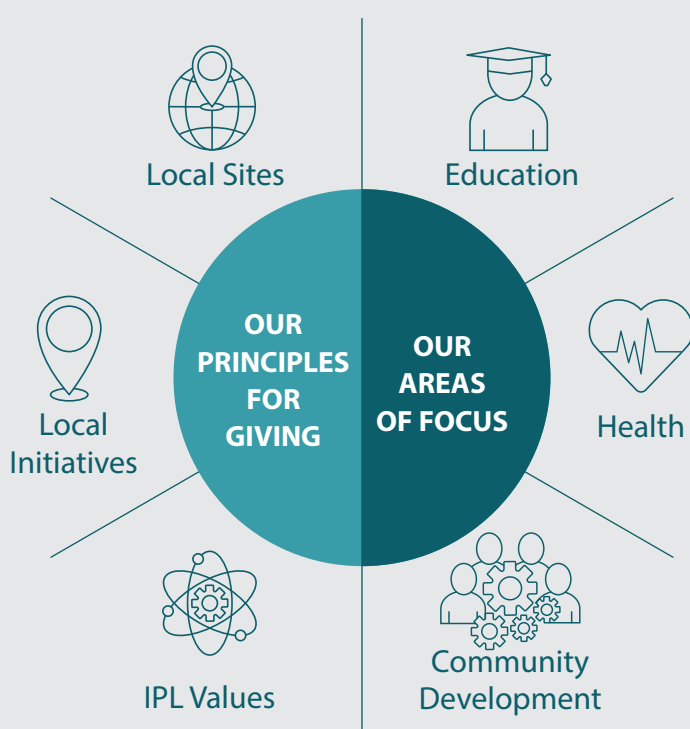 Local Sites
Education
OUR
PRINCIPLES
FOR
GIVING
OUR
AREAS
OF FOCUS
Local
Initiatives
Health
IPL Values
Community
Development